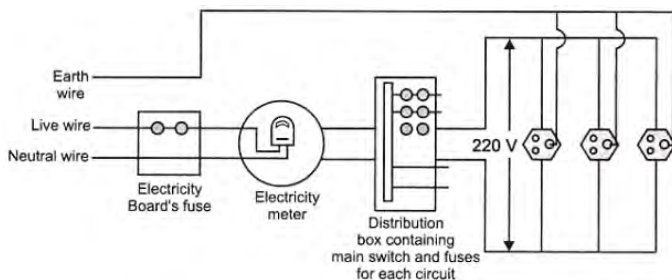 Earth
wire
Live wire
Neutral wire
Electricity
Board's fuse
Electricity
meter
Distribution
box containing
main switch and fuses
for each circuit
220 V